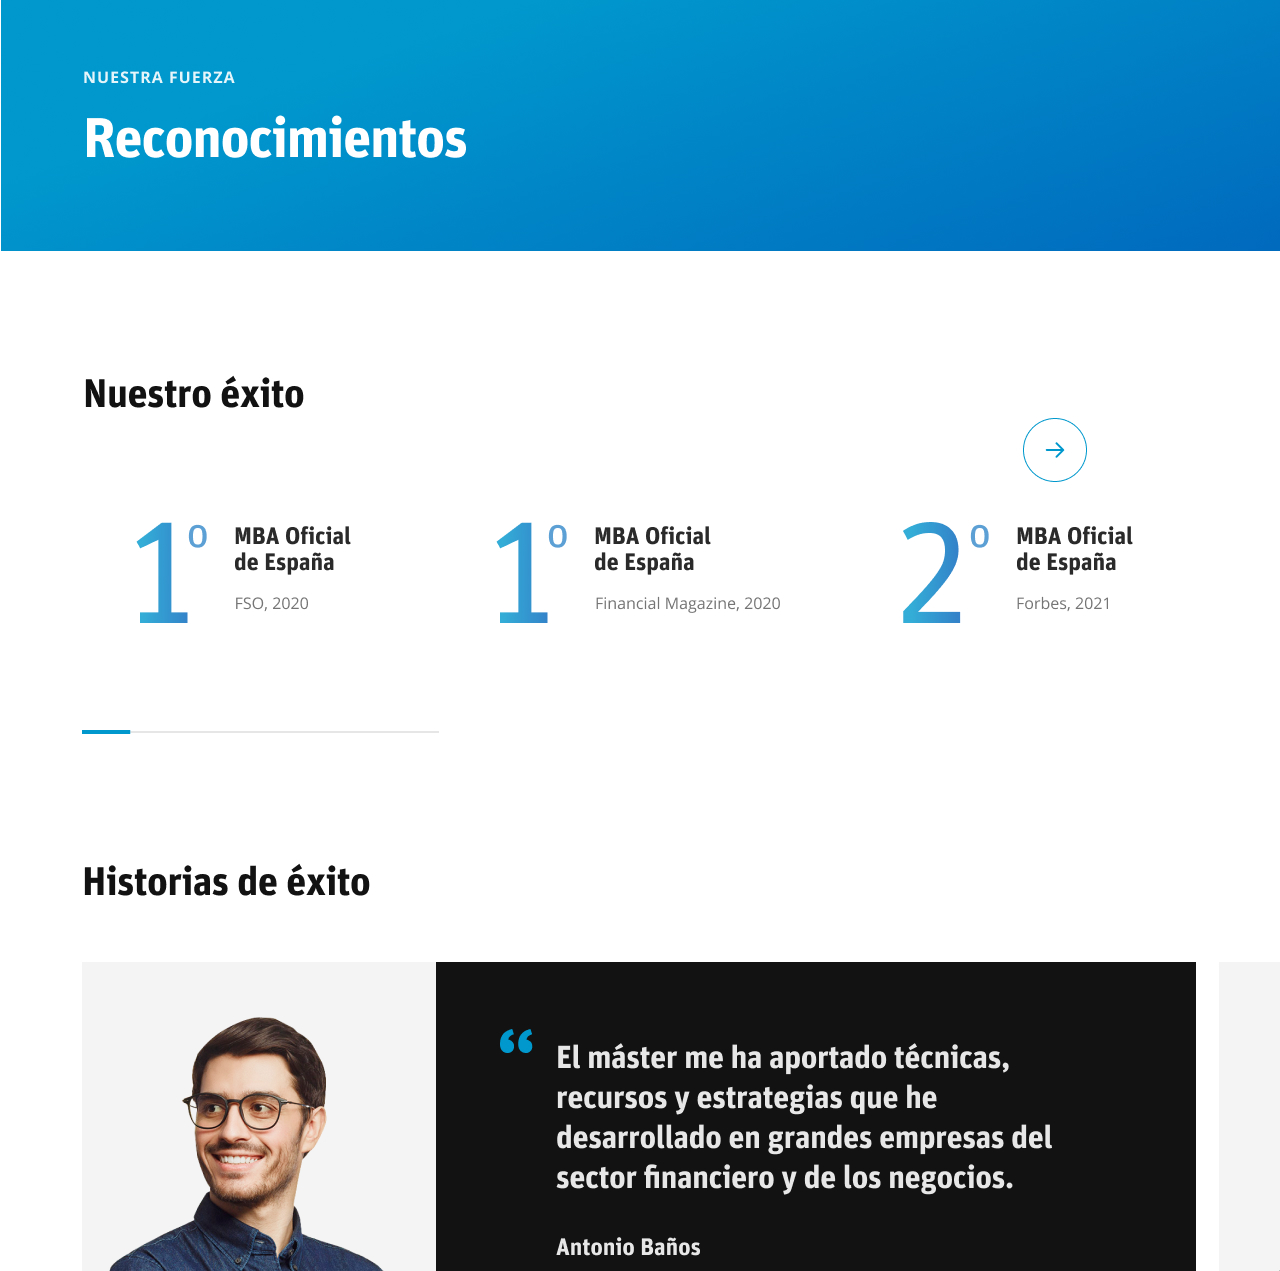 NUESTRA FUERZA
Reconocimientos
Nuestro éxito
1º
MBA Oficial
de España
FSO, 2020
1º
MBA Oficial
de España
Financial Magazine, 2020
2º
MBA Oficial
de España
Forbes, 2021
Historias de éxito
“
El máster me ha aportado técnicas,
recursos y estrategias que he
desarrollado en grandes empresas del
sector financiero y de los negocios.
Antonio Baños